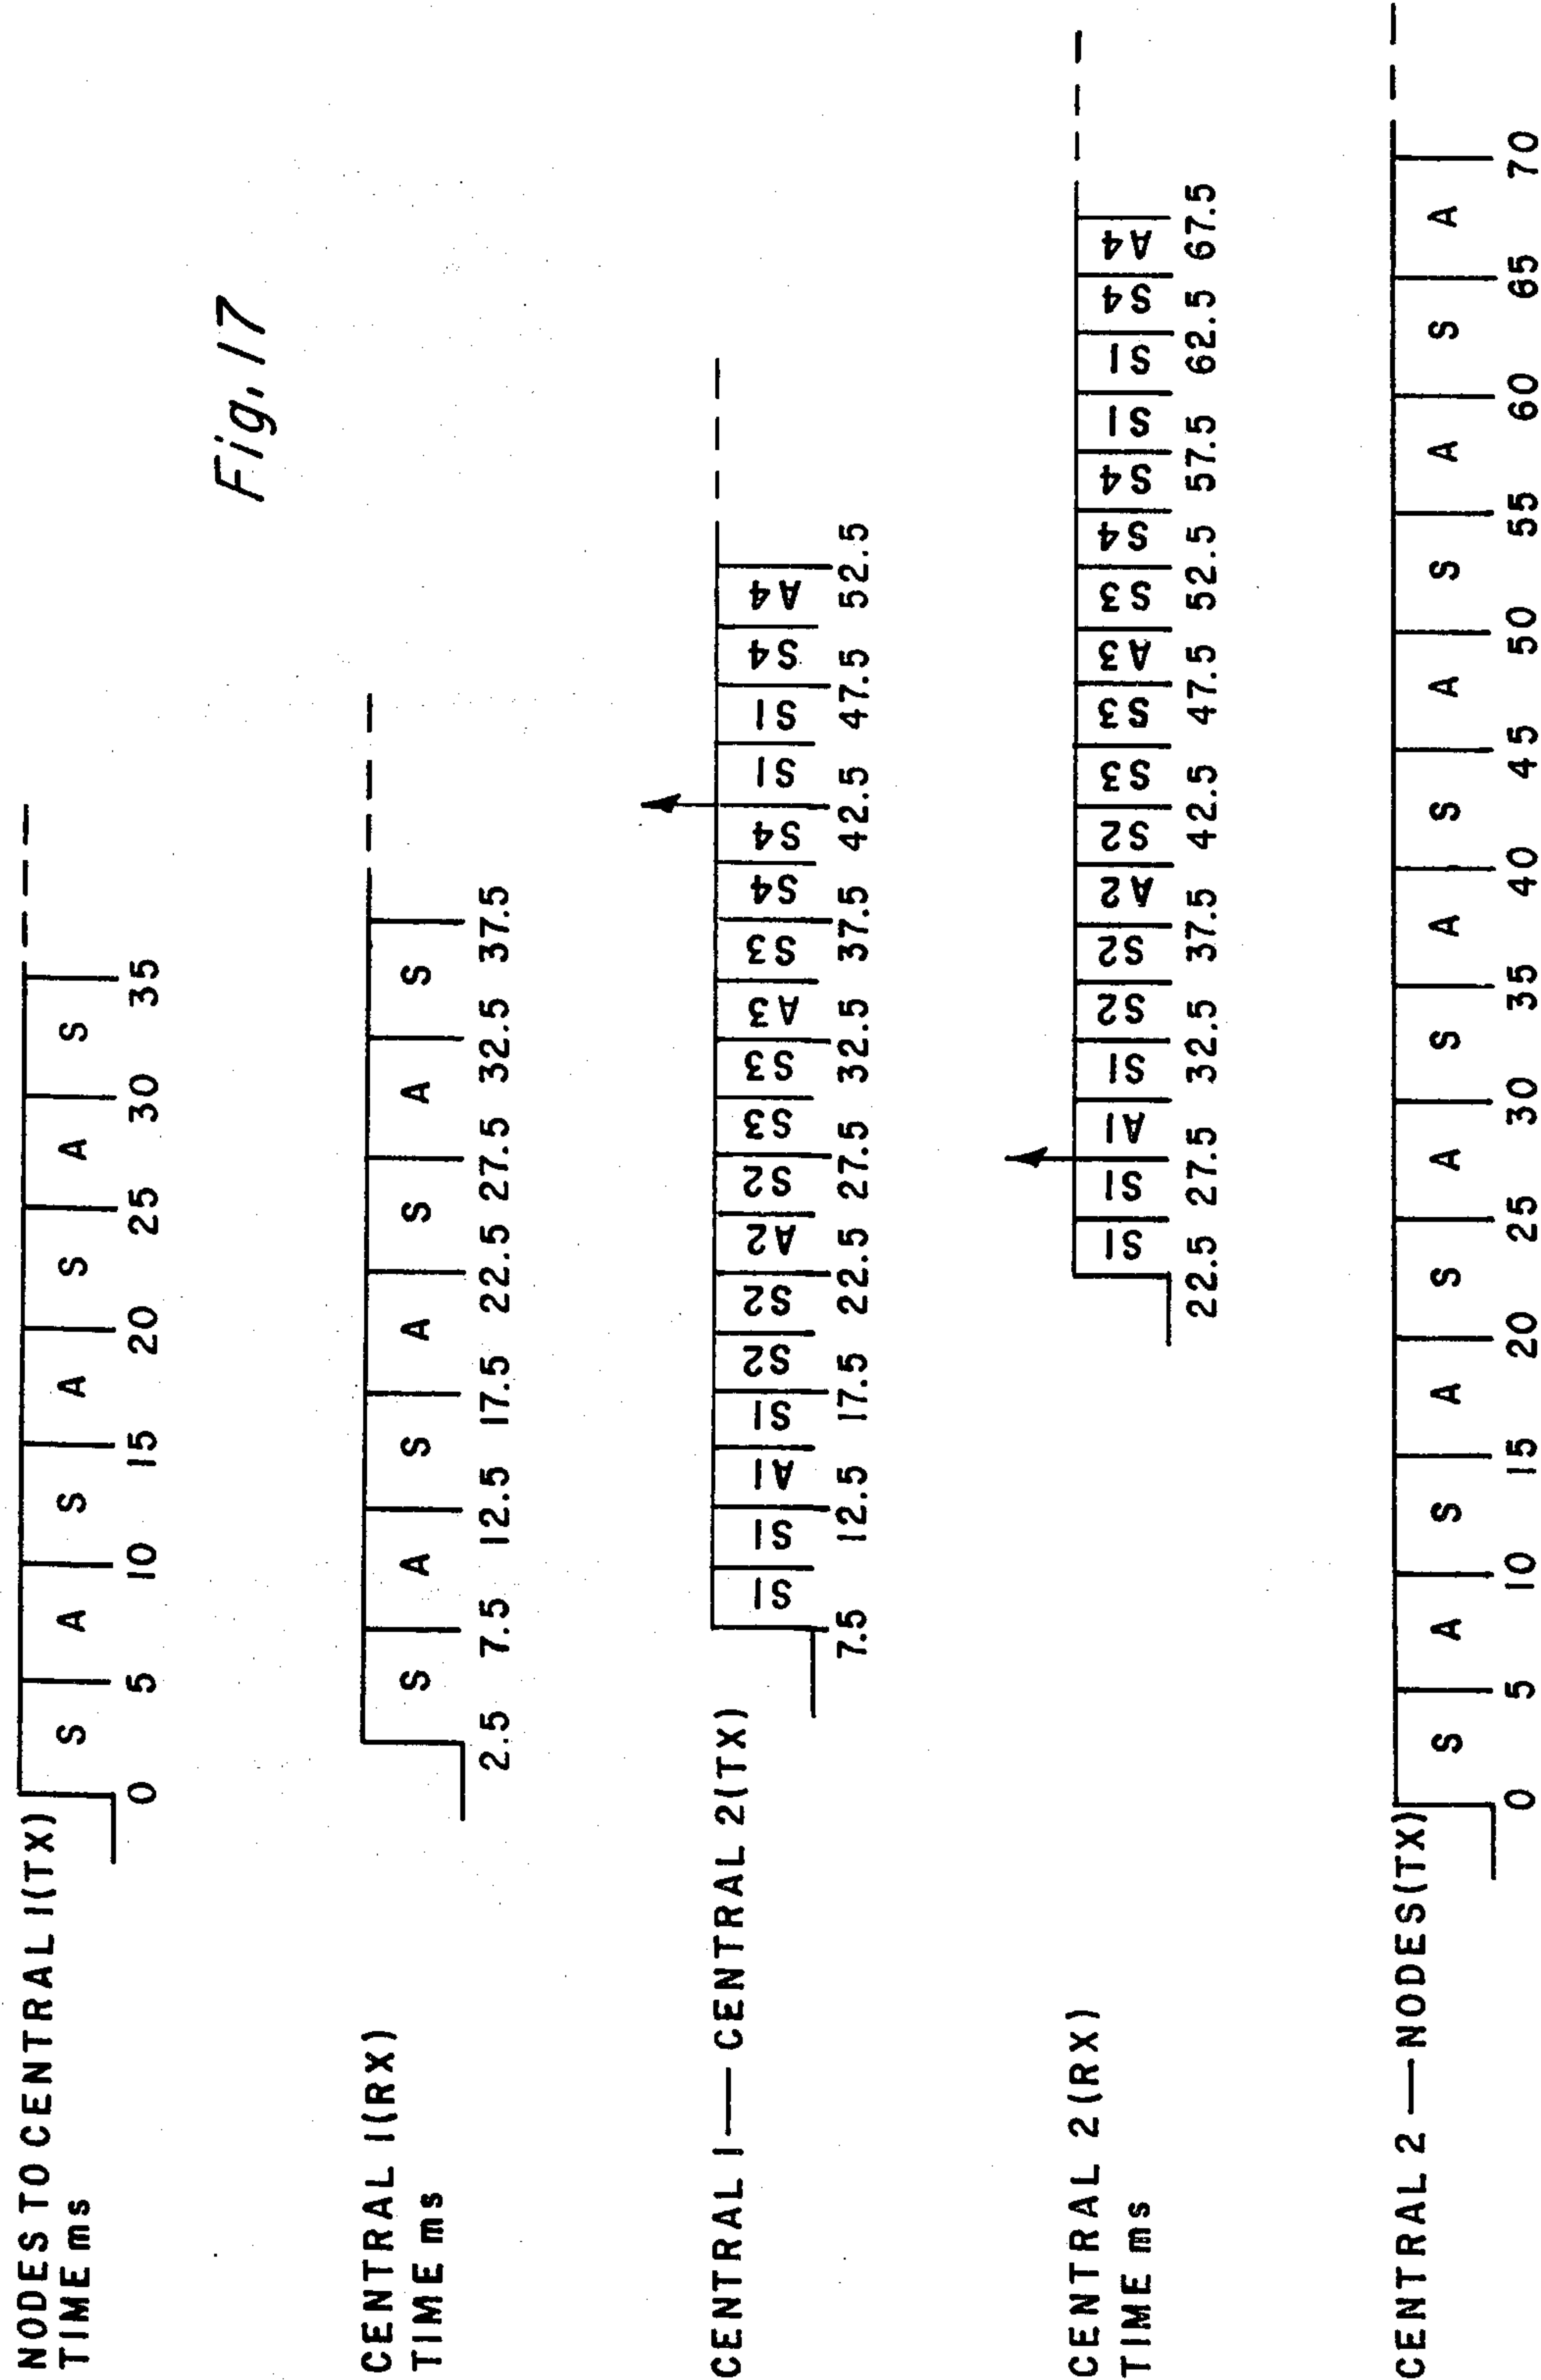 Fig. 17
NODES TO CENTRAL 1(TX)
TIME ms
S A S A S A S
0 5 10 15 20 25 30 35
CENTRAL 1(RX)
TIME ms
S A S A S A S
2.5 7.5 12.5 17.5 22.5 27.5 32.5 37.5
CENTRAL 1 — CENTRAL 2(TX)
S1 S1 A1 S1 S2 S2 A2 S2 S3 S3 A3 S3 S4 S4 S1 S1 S4 A4
7.5 12.5 17.5 22.5 27.5 32.5 37.5 42.5 47.5 52.5
CENTRAL 2(RX)
TIME ms
S1 S1 A1 S1 S2 S2 A2 S2 S3 S3 A3 S3 S4 S4 S1 S1 S4 A4
22.5 27.5 32.5 37.5 42.5 47.5 52.5 57.5 62.5 67.5
CENTRAL 2 — NODES(TX)
S A S A S A S A S A S A S A
0 5 10 15 20 25 30 35 40 45 50 55 60 65 70